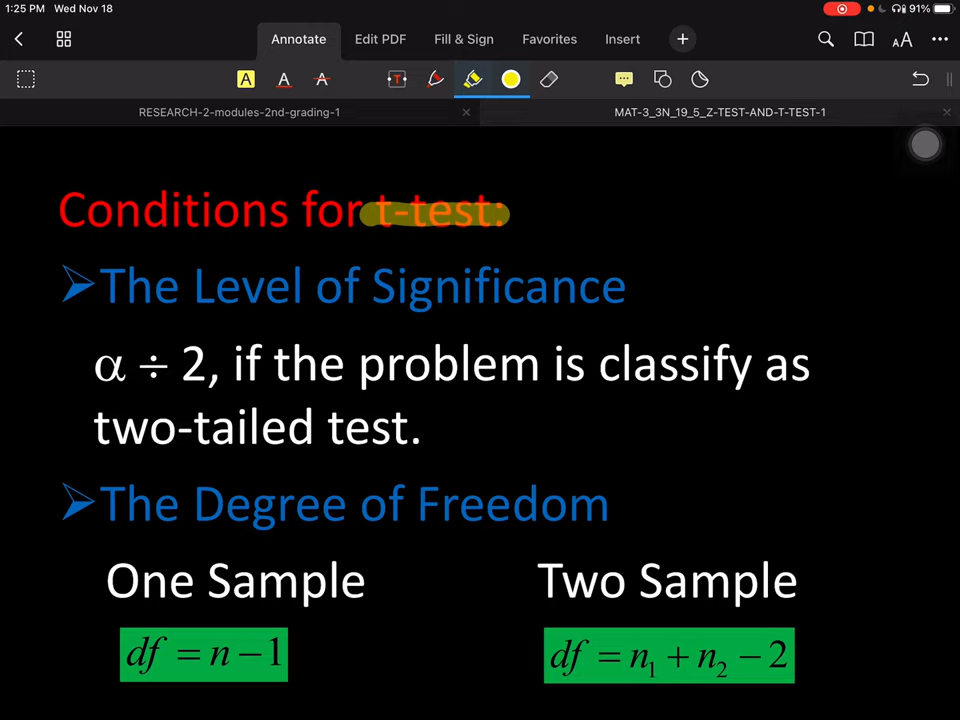 1:25 PM Wed Nov 18 91%
Annotate Edit PDF Fill & Sign Favorites Insert
A A A T AA
RESEARCH-2-modules-2nd-grading-1 MAT-3_3N_19_5_Z-TEST-AND-T-TEST-1
Conditions for t-test:
➢The Level of Significance
α ÷ 2, if the problem is classify as
two-tailed test.
➢The Degree of Freedom
One Sample Two Sample
df = n − 1 df = n₁ + n₂ − 2